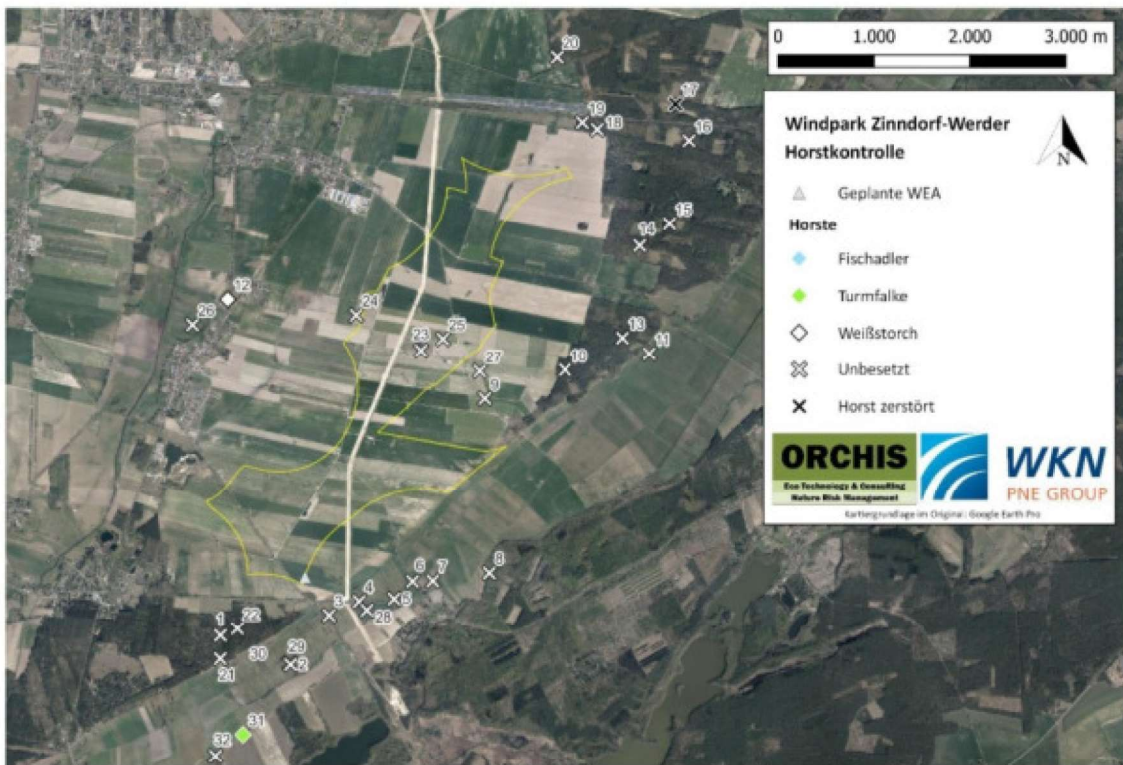 0 1.000 2.000 3.000 m
Windpark Zinndorf-Werder
Horstkontrolle
N
Geplante WEA
Horste
Fischadler
Turmfalke
Weißstorch
Unbesetzt
Horst zerstört
ORCHIS
Eco Technology & Consulting
Nature Risk Management
WKN
PNE GROUP
Kartiergrundlage im Original: Google Earth Pro
20
17
19
18
16
15
14
12
26
24
25
23
13
11
27
10
9
8
6
7
4
5
3
28
22
1
29
30
2
21
31
32